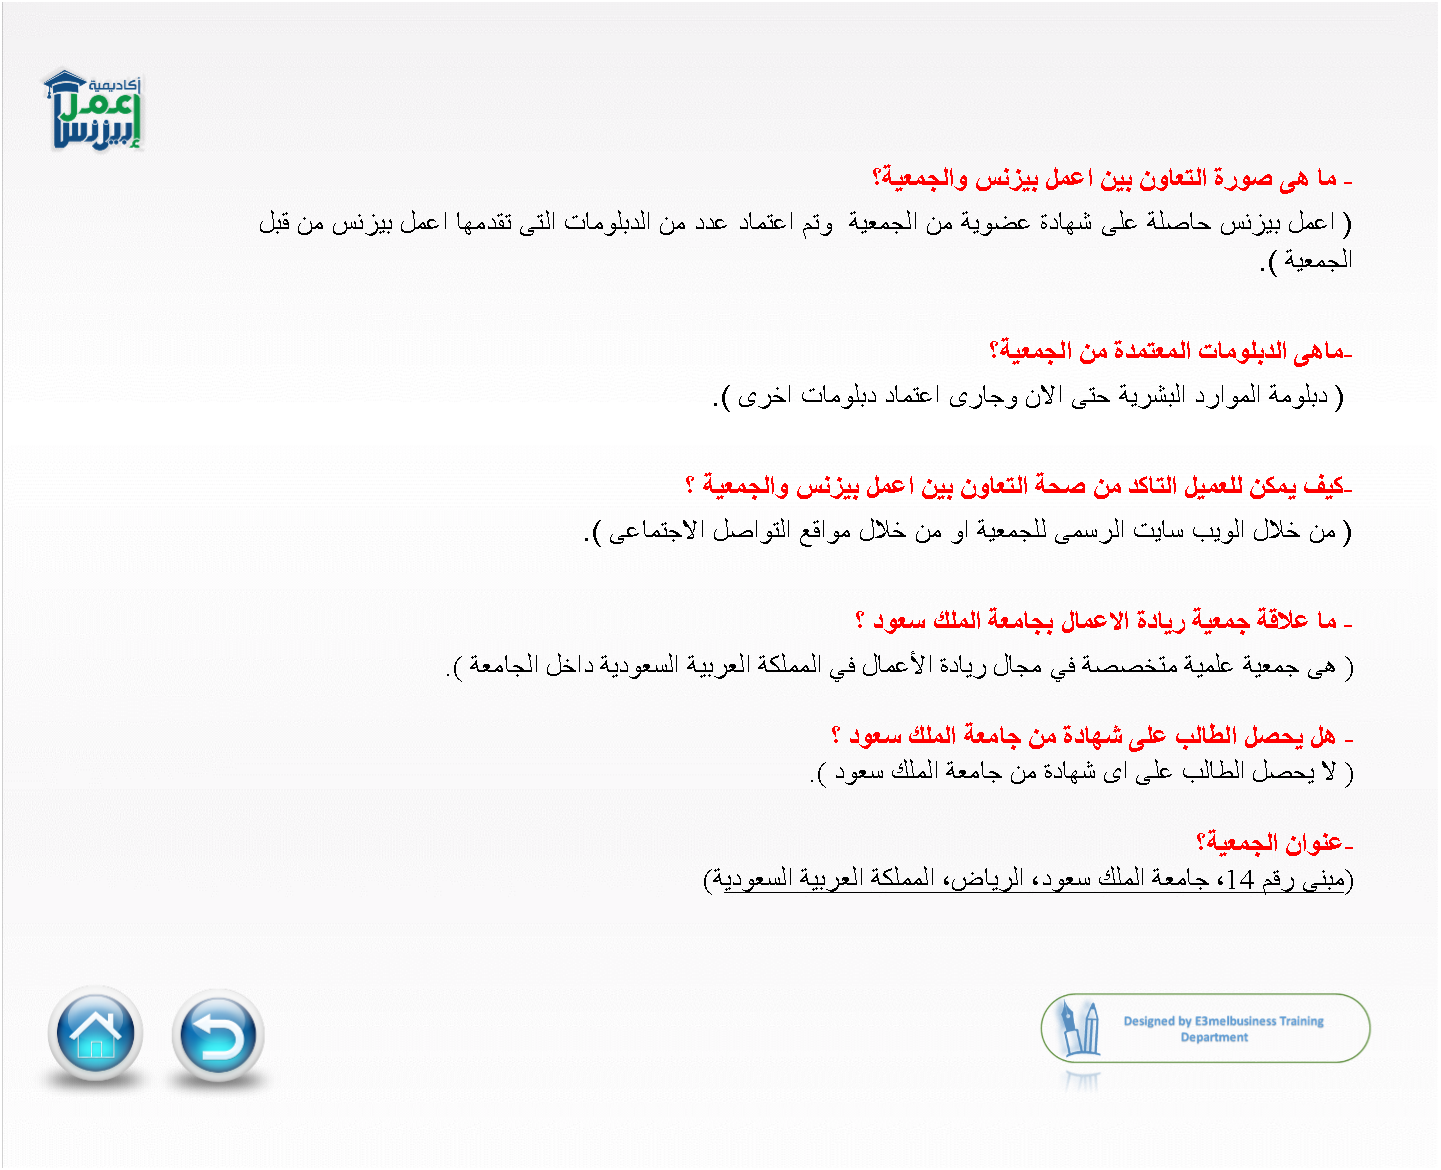 أكاديمية
إعمل
إبيزنس
- ما هى صورة التعاون بين اعمل بيزنس والجمعية؟
( اعمل بيزنس حاصلة على شهادة عضوية من الجمعية وتم اعتماد عدد من الدبلومات التى تقدمها اعمل بيزنس من قبل
الجمعية ).
-ماهى الدبلومات المعتمدة من الجمعية؟
( دبلومة الموارد البشرية حتى الان وجارى اعتماد دبلومات اخرى ).
-كيف يمكن للعميل التاكد من صحة التعاون بين اعمل بيزنس والجمعية ؟
( من خلال الويب سايت الرسمى للجمعية او من خلال مواقع التواصل الاجتماعى ).
- ما علاقة جمعية ريادة الاعمال بجامعة الملك سعود ؟
( هى جمعية علمية متخصصة في مجال ريادة الأعمال في المملكة العربية السعودية داخل الجامعة ).
- هل يحصل الطالب على شهادة من جامعة الملك سعود ؟
( لا يحصل الطالب على اى شهادة من جامعة الملك سعود ).
-عنوان الجمعية؟
(مبنى رقم 14، جامعة الملك سعود، الرياض، المملكة العربية السعودية)
Designed by E3melbusiness Training
Department